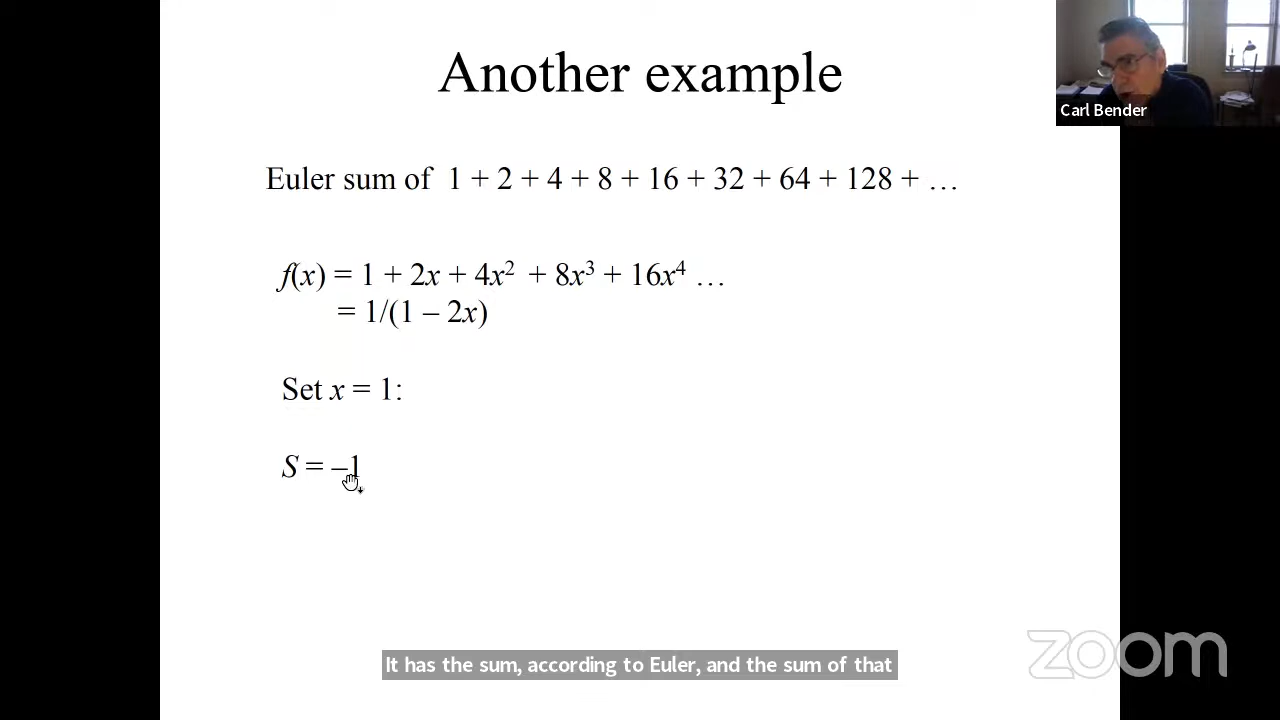 Another example
Carl Bender
Euler sum of 1 + 2 + 4 + 8 + 16 + 32 + 64 + 128 + …
f(x) = 1 + 2x + 4x² + 8x³ + 16x⁴ …
= 1/(1 – 2x)
Set x = 1:
S = –1
It has the sum, according to Euler, and the sum of that
zoom